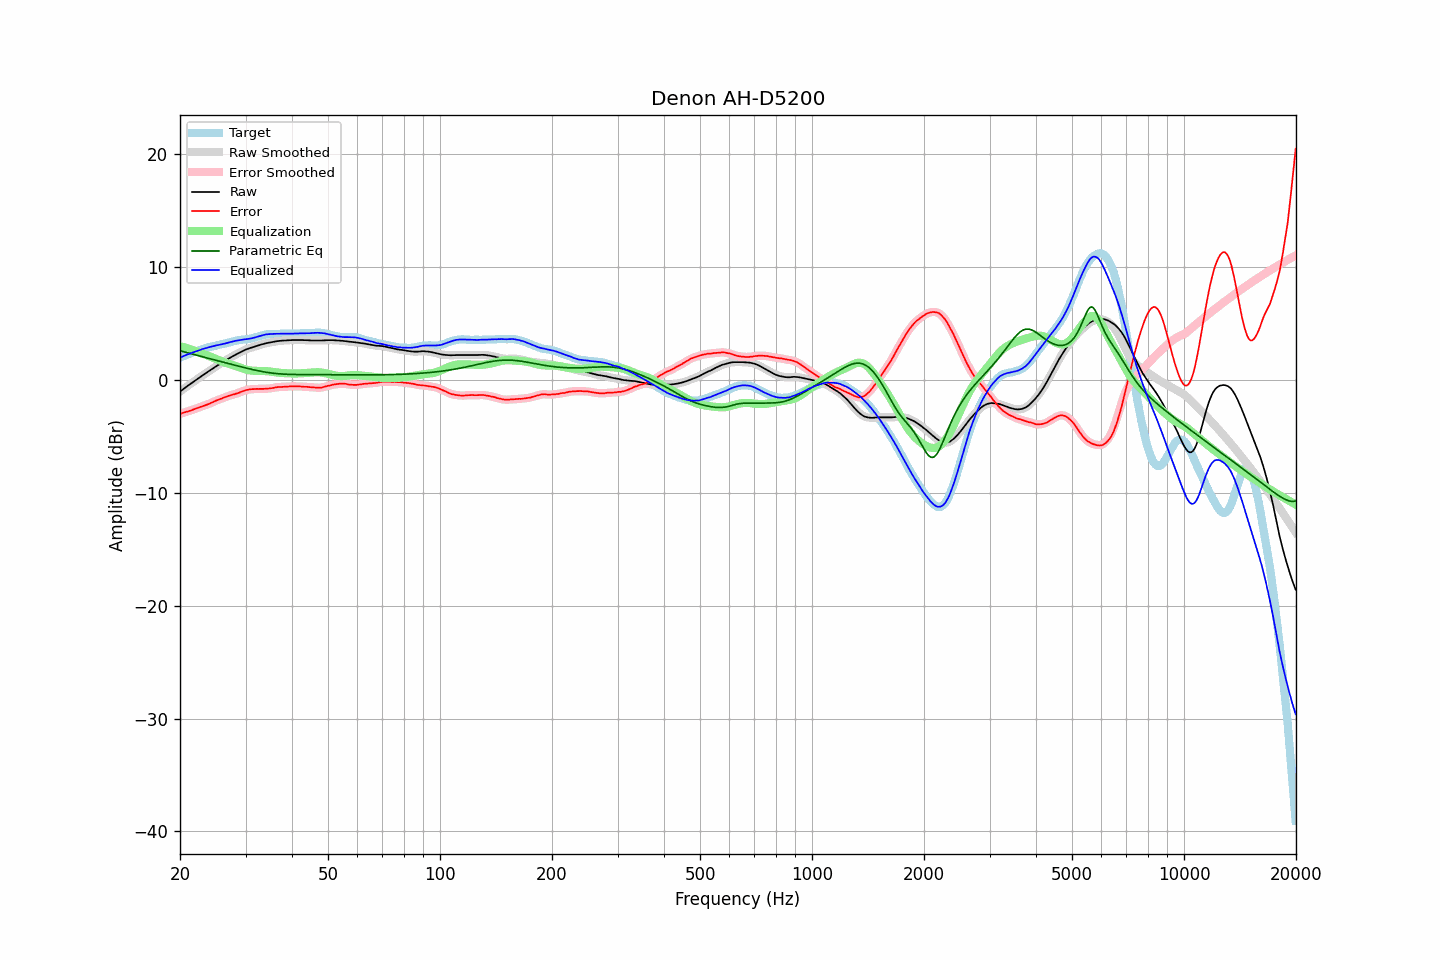 Denon AH-D5200
Target
Raw Smoothed
Error Smoothed
Raw
Error
Equalization
Parametric Eq
Equalized
20
10
0
−10
−20
−30
−40
Amplitude (dBr)
20
50
100
200
500
1000
2000
5000
10000
20000
Frequency (Hz)